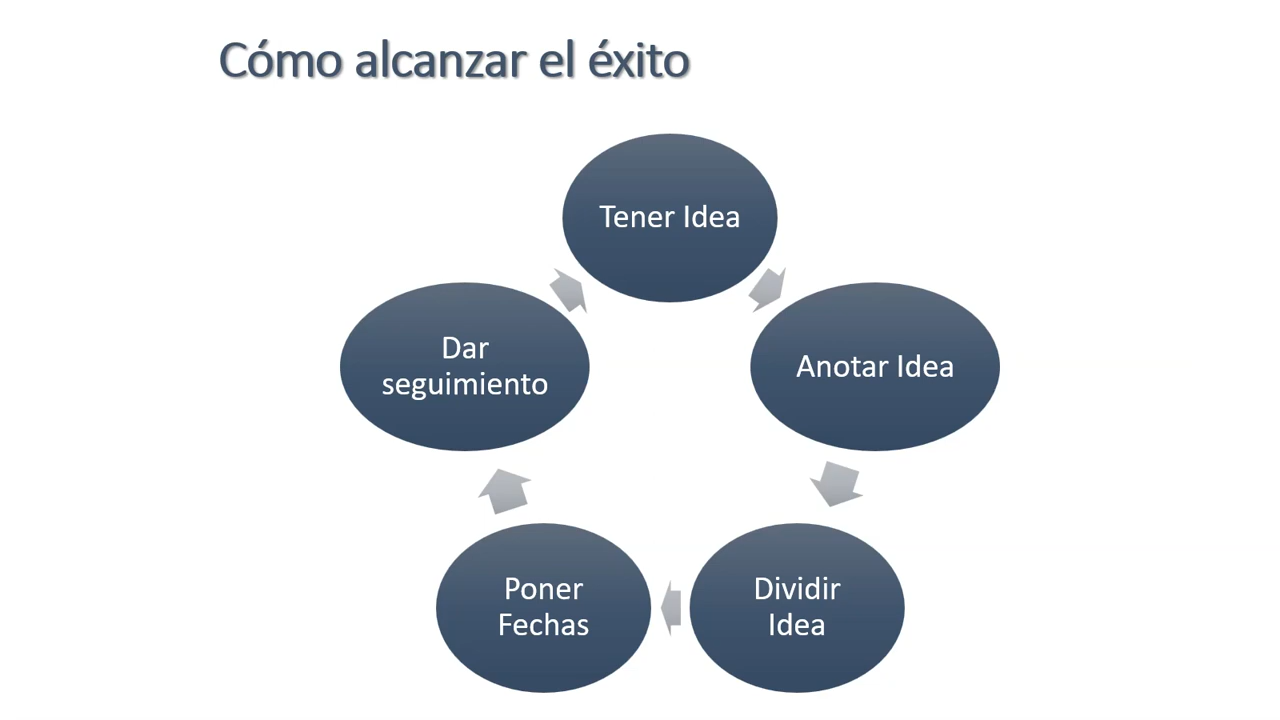 Cómo alcanzar el éxito
Tener Idea
Anotar Idea
Dividir
Idea
Poner
Fechas
Dar
seguimiento